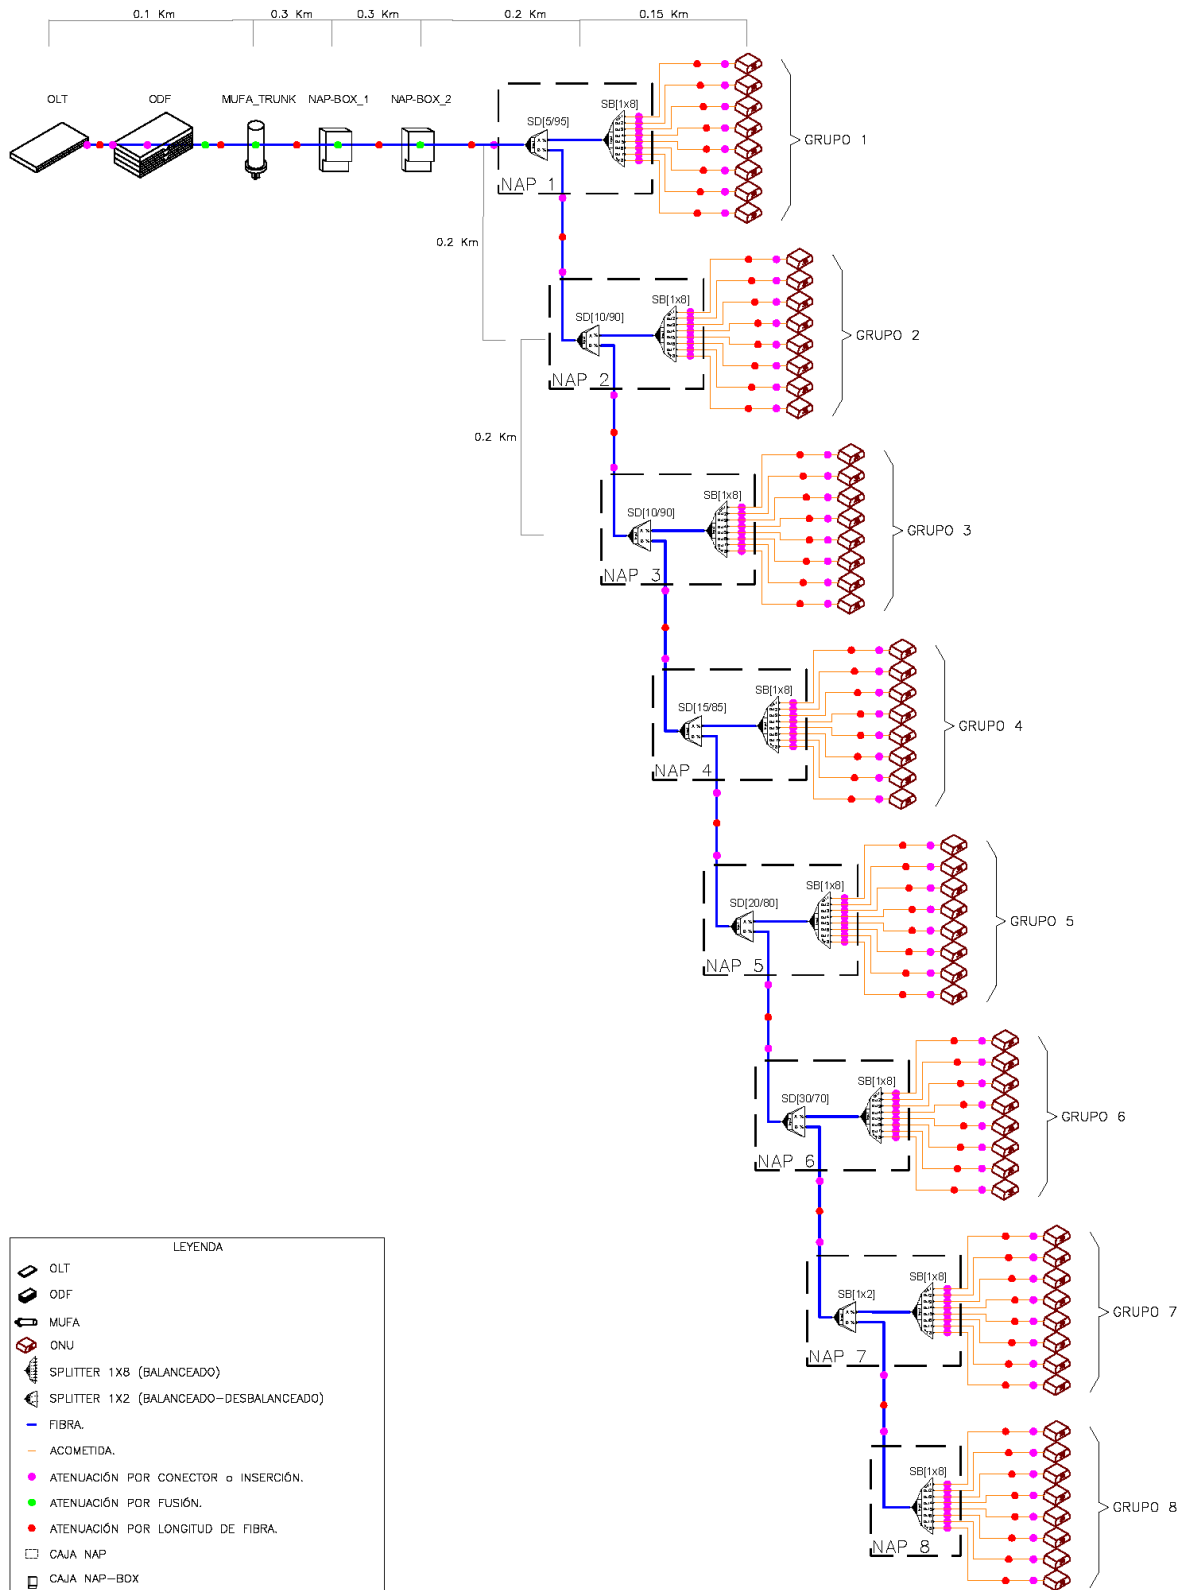 0.1 Km
0.3 Km
0.3 Km
0.2 Km
0.15 Km
OLT
ODF
MUFA_TRUNK
NAP-BOX_1
NAP-BOX_2
SD[5/95]
SB[1x8]
NAP 1
GRUPO 1
0.2 Km
SD[10/90]
SB[1x8]
NAP 2
GRUPO 2
0.2 Km
SD[10/90]
SB[1x8]
NAP 3
GRUPO 3
SD[15/85]
SB[1x8]
NAP 4
GRUPO 4
SD[20/80]
SB[1x8]
NAP 5
GRUPO 5
SD[30/70]
SB[1x8]
NAP 6
GRUPO 6
SB[1x2]
SB[1x8]
NAP 7
GRUPO 7
SB[1x8]
NAP 8
GRUPO 8
LEYENDA
OLT
ODF
MUFA
ONU
SPLITTER 1X8 (BALANCEADO)
SPLITTER 1X2 (BALANCEADO-DESBALANCEADO)
FIBRA.
ACOMETIDA.
ATENUACIÓN POR CONECTOR o INSERCIÓN.
ATENUACIÓN POR FUSIÓN.
ATENUACIÓN POR LONGITUD DE FIBRA.
CAJA NAP
CAJA NAP-BOX